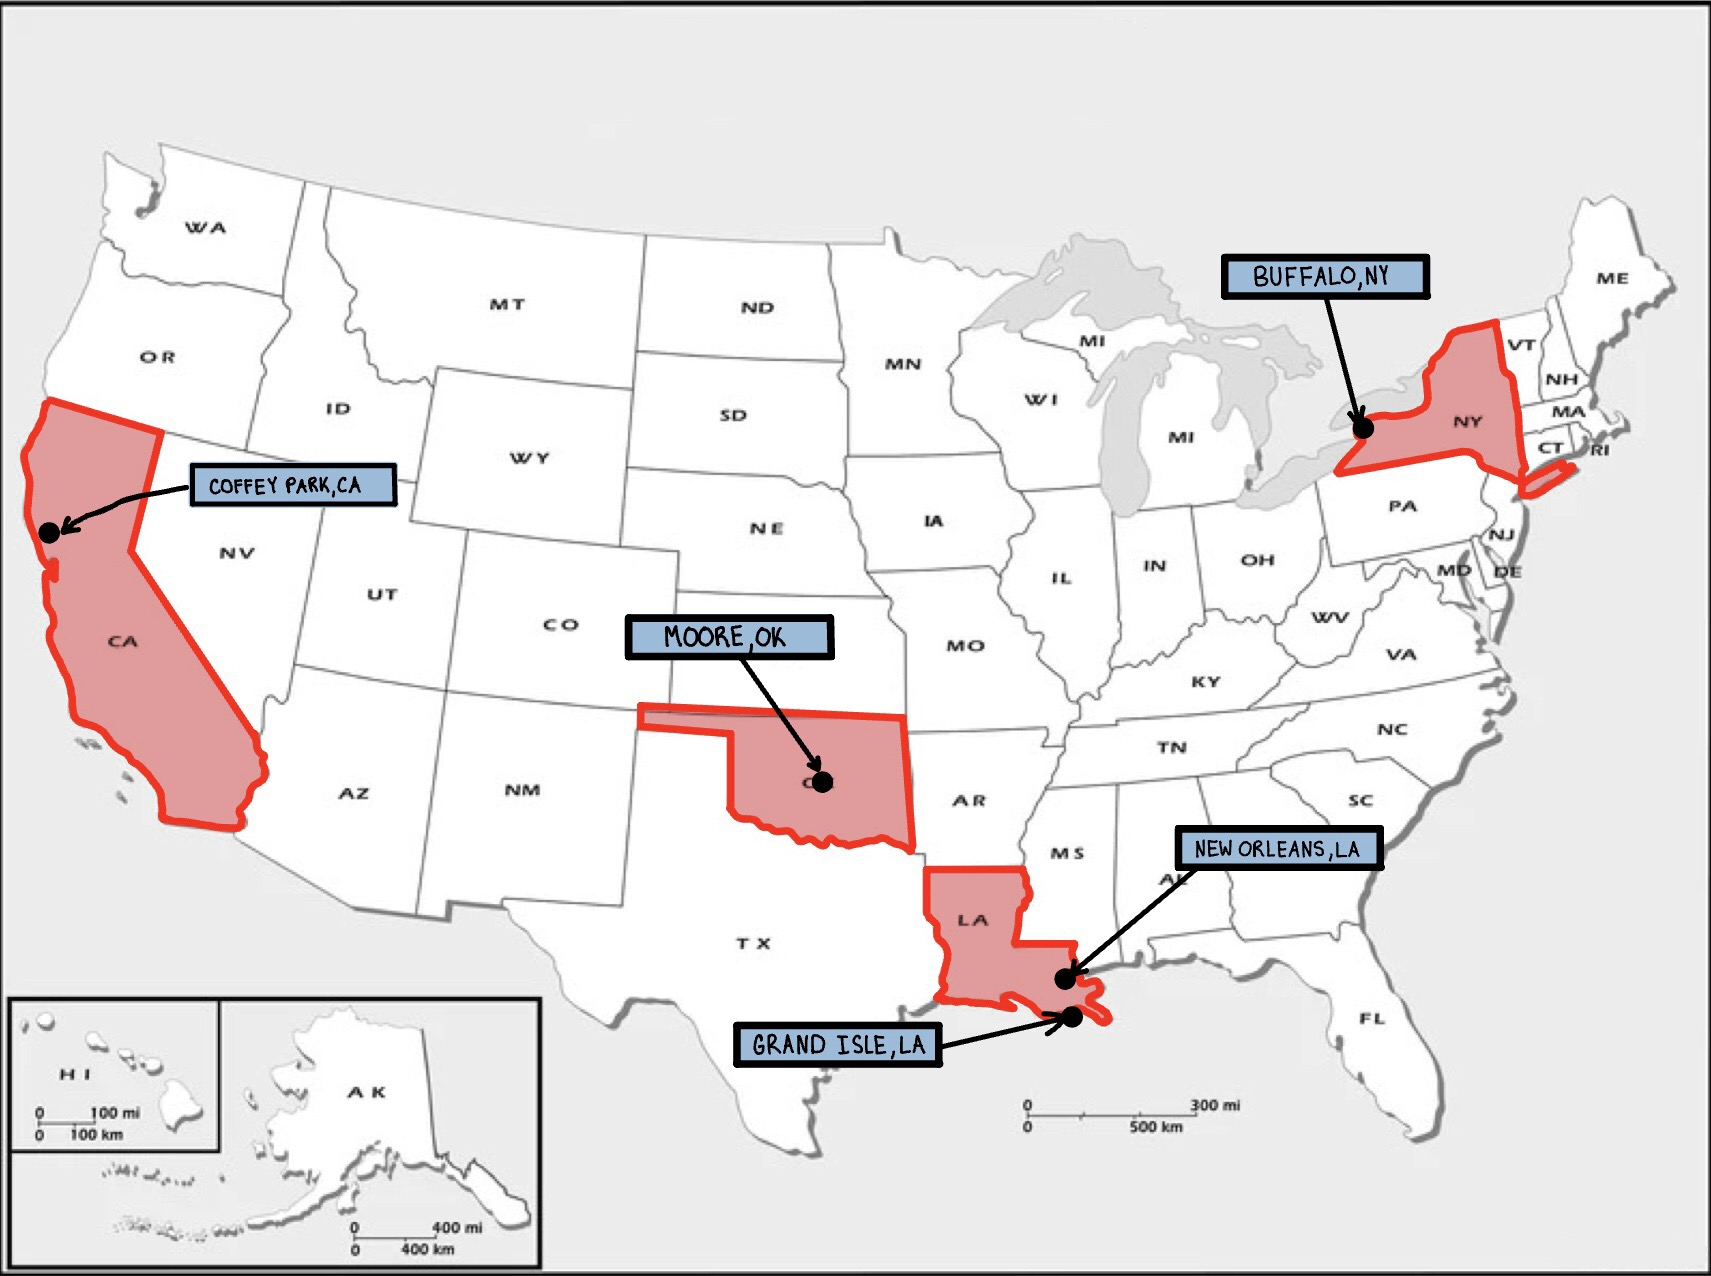 WA
MT
ND
MN
ME
BUFFALO,NY
OR
ID
SD
WI
MI
MI
VT
NH
NY
MA
CT
RI
WY
COFFEY PARK,CA
NE
IA
PA
NJ
NV
UT
CO
IL
IN
OH
MD
DE
WV
VA
CA
MOORE,OK
MO
KY
NC
TN
AZ
NM
AR
SC
MS
AL
NEW ORLEANS,LA
LA
TX
GRAND ISLE,LA
FL
HI
0 100 mi
0 100 km
AK
0 400 mi
0 400 km
0 300 mi
0 500 km